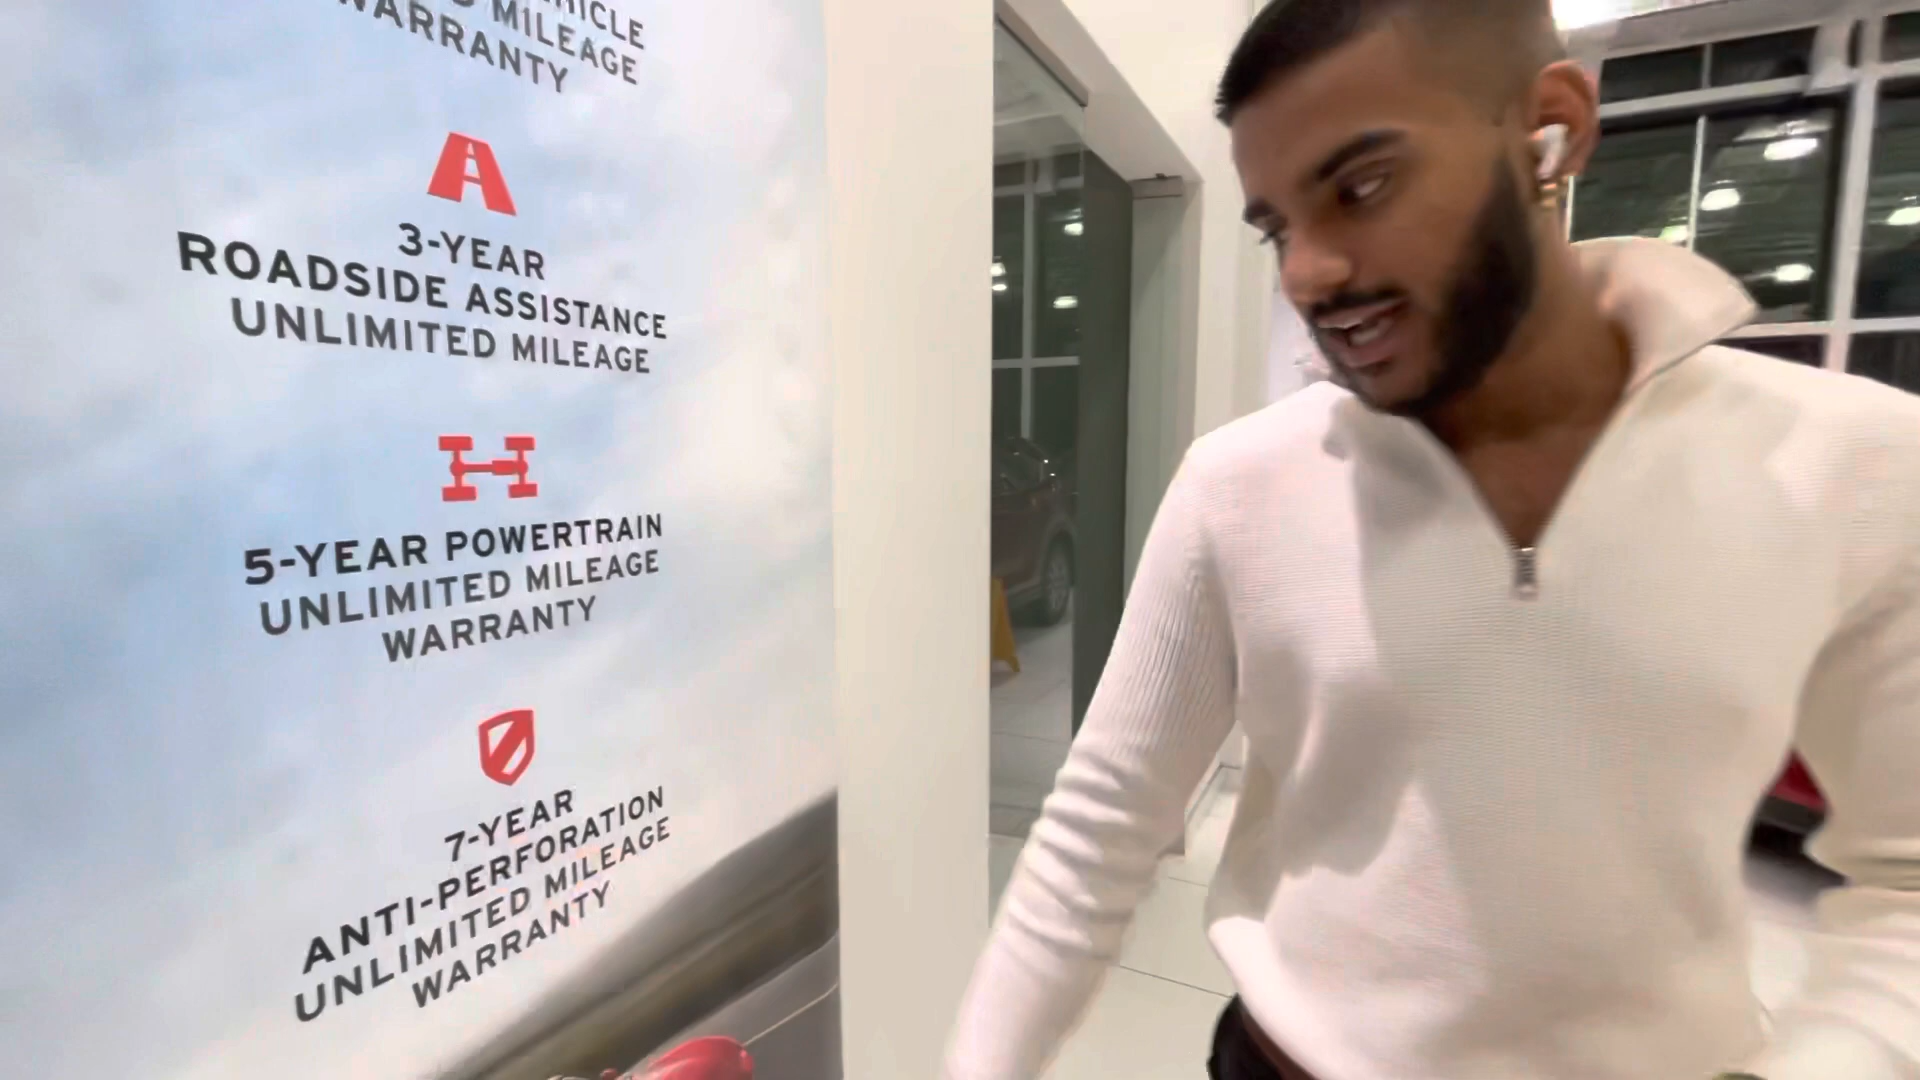 MILEAGE
WARRANTY
3-YEAR
ROADSIDE ASSISTANCE
UNLIMITED MILEAGE
5-YEAR POWERTRAIN
UNLIMITED MILEAGE
WARRANTY
7-YEAR
ANTI-PERFORATION
UNLIMITED MILEAGE
WARRANTY